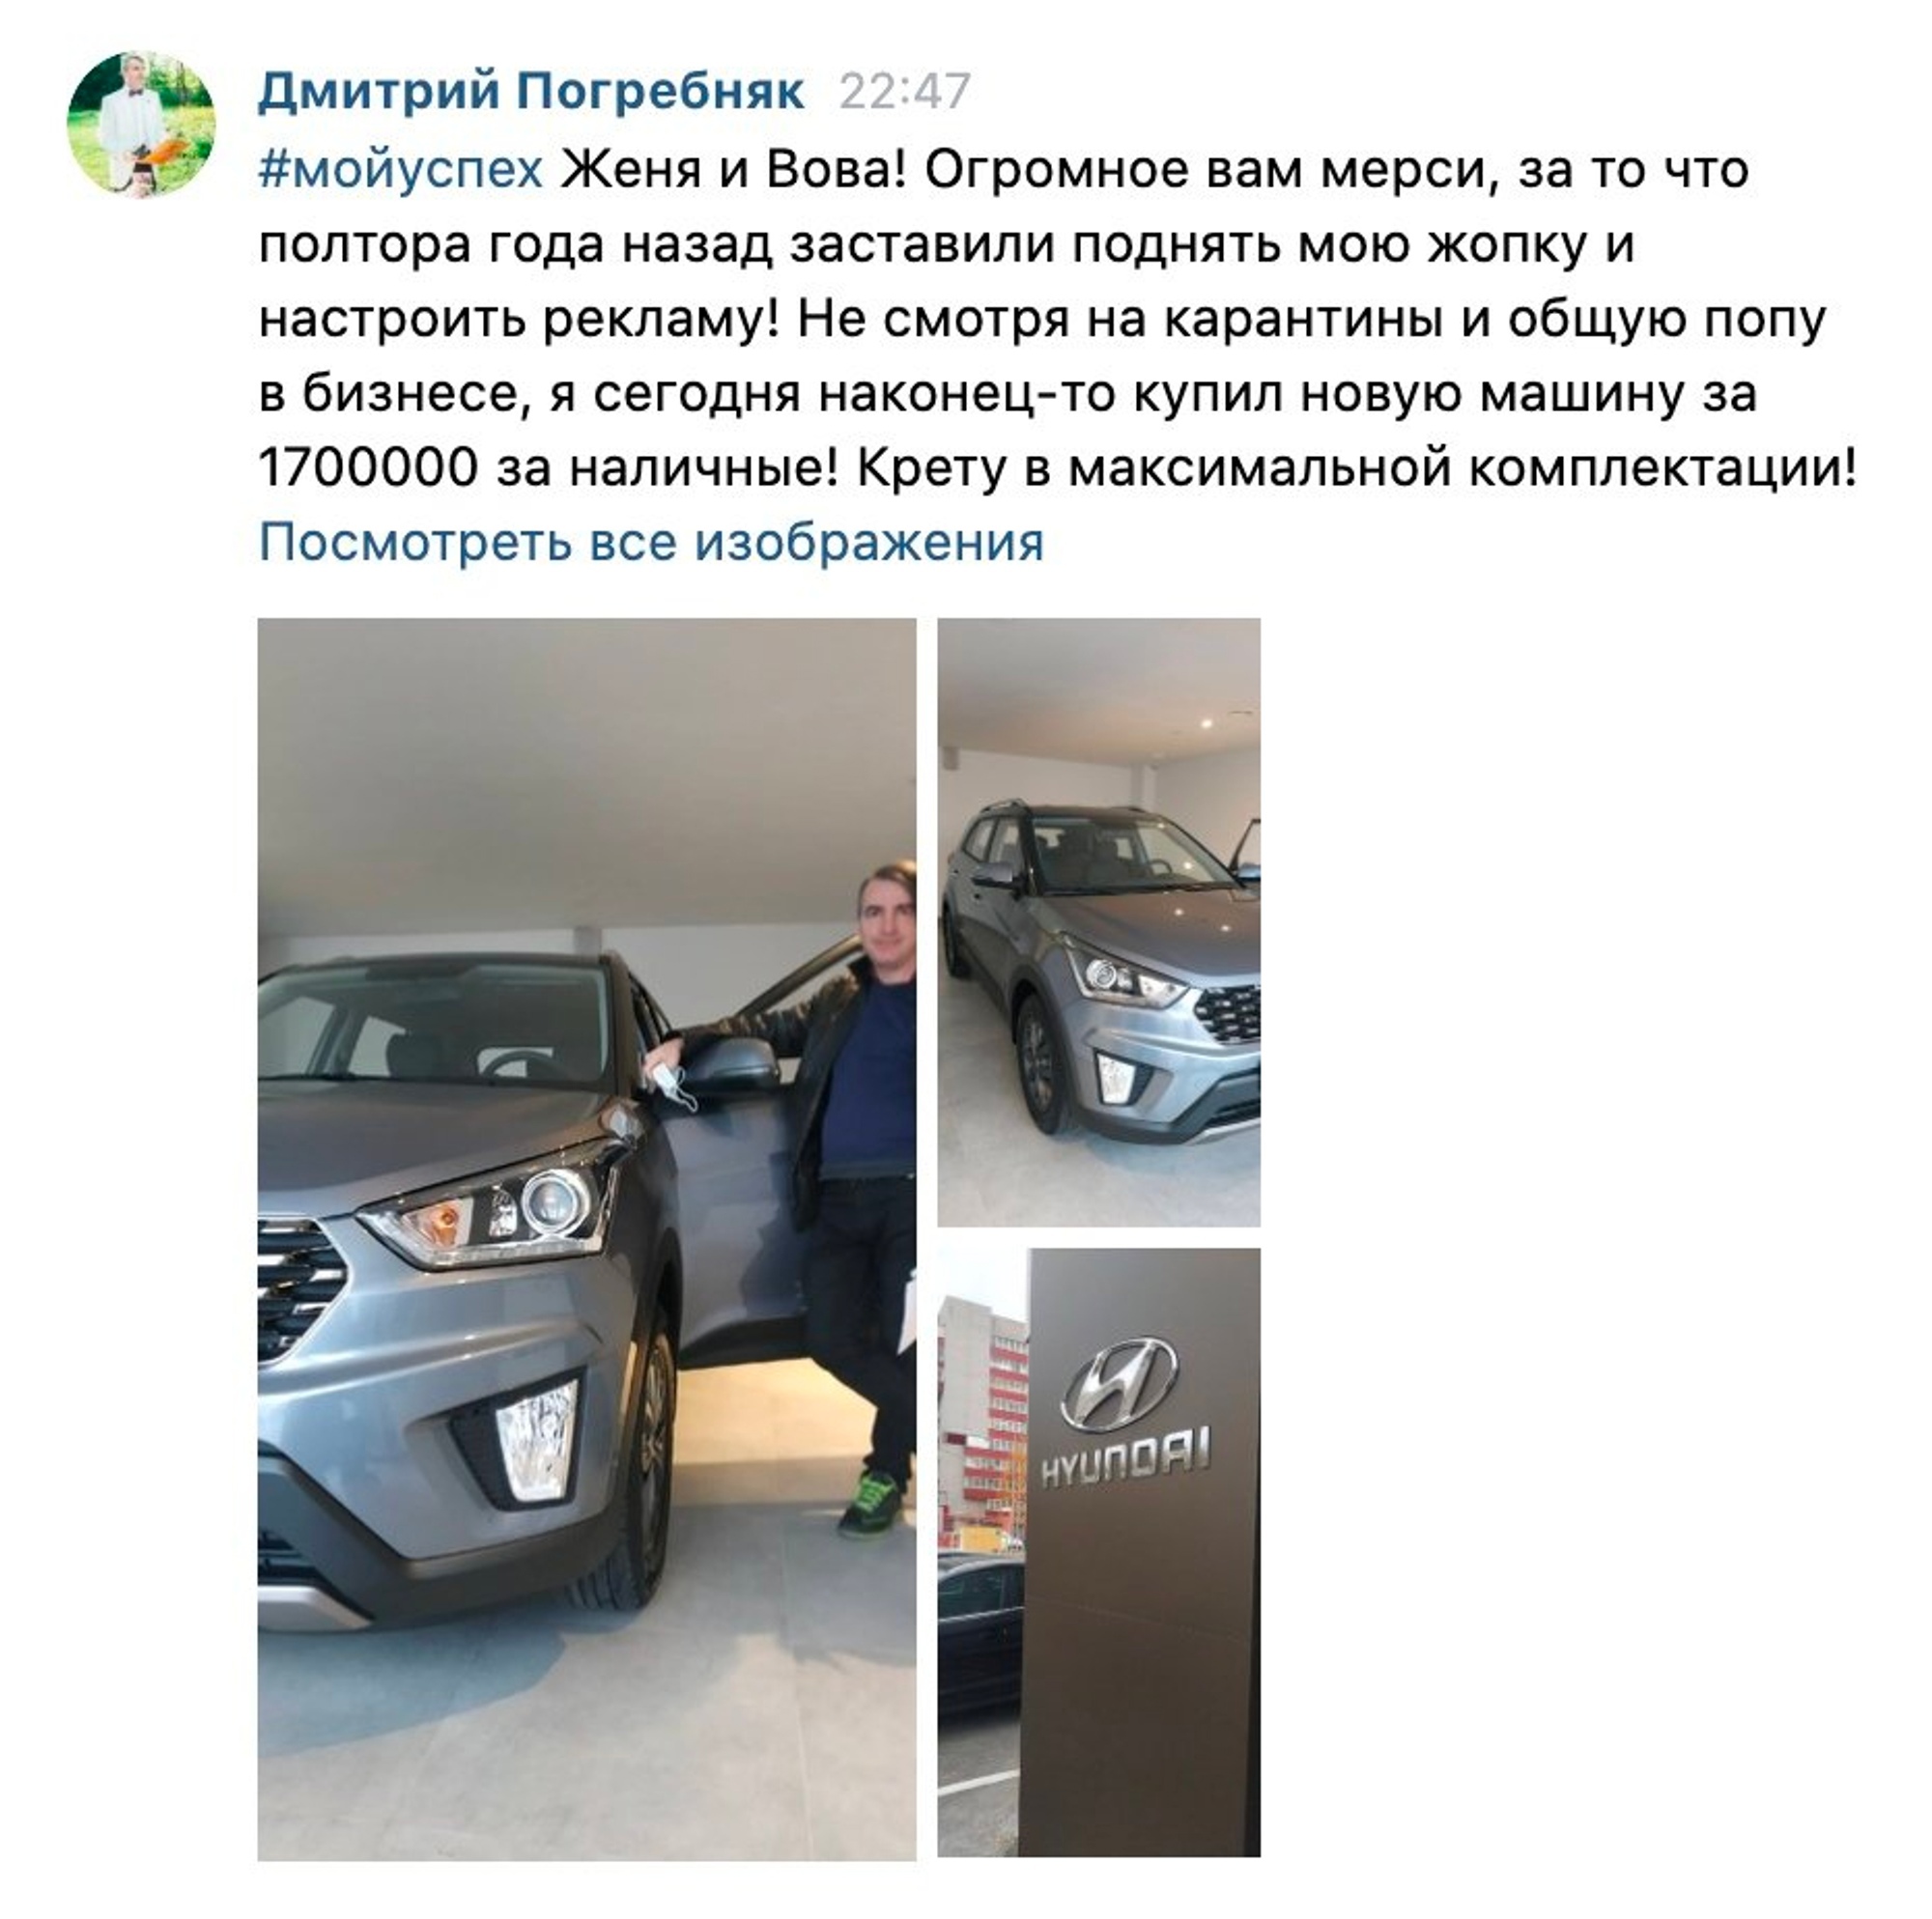 Дмитрий Погребняк 22:47
#мойуспех Женя и Вова! Огромное вам мерси, за то что
полтора года назад заставили поднять мою жопку и
настроить рекламу! Не смотря на карантины и общую попу
в бизнесе, я сегодня наконец-то купил новую машину за
1700000 за наличные! Крету в максимальной комплектации!
Посмотреть все изображения
HYUNDAI